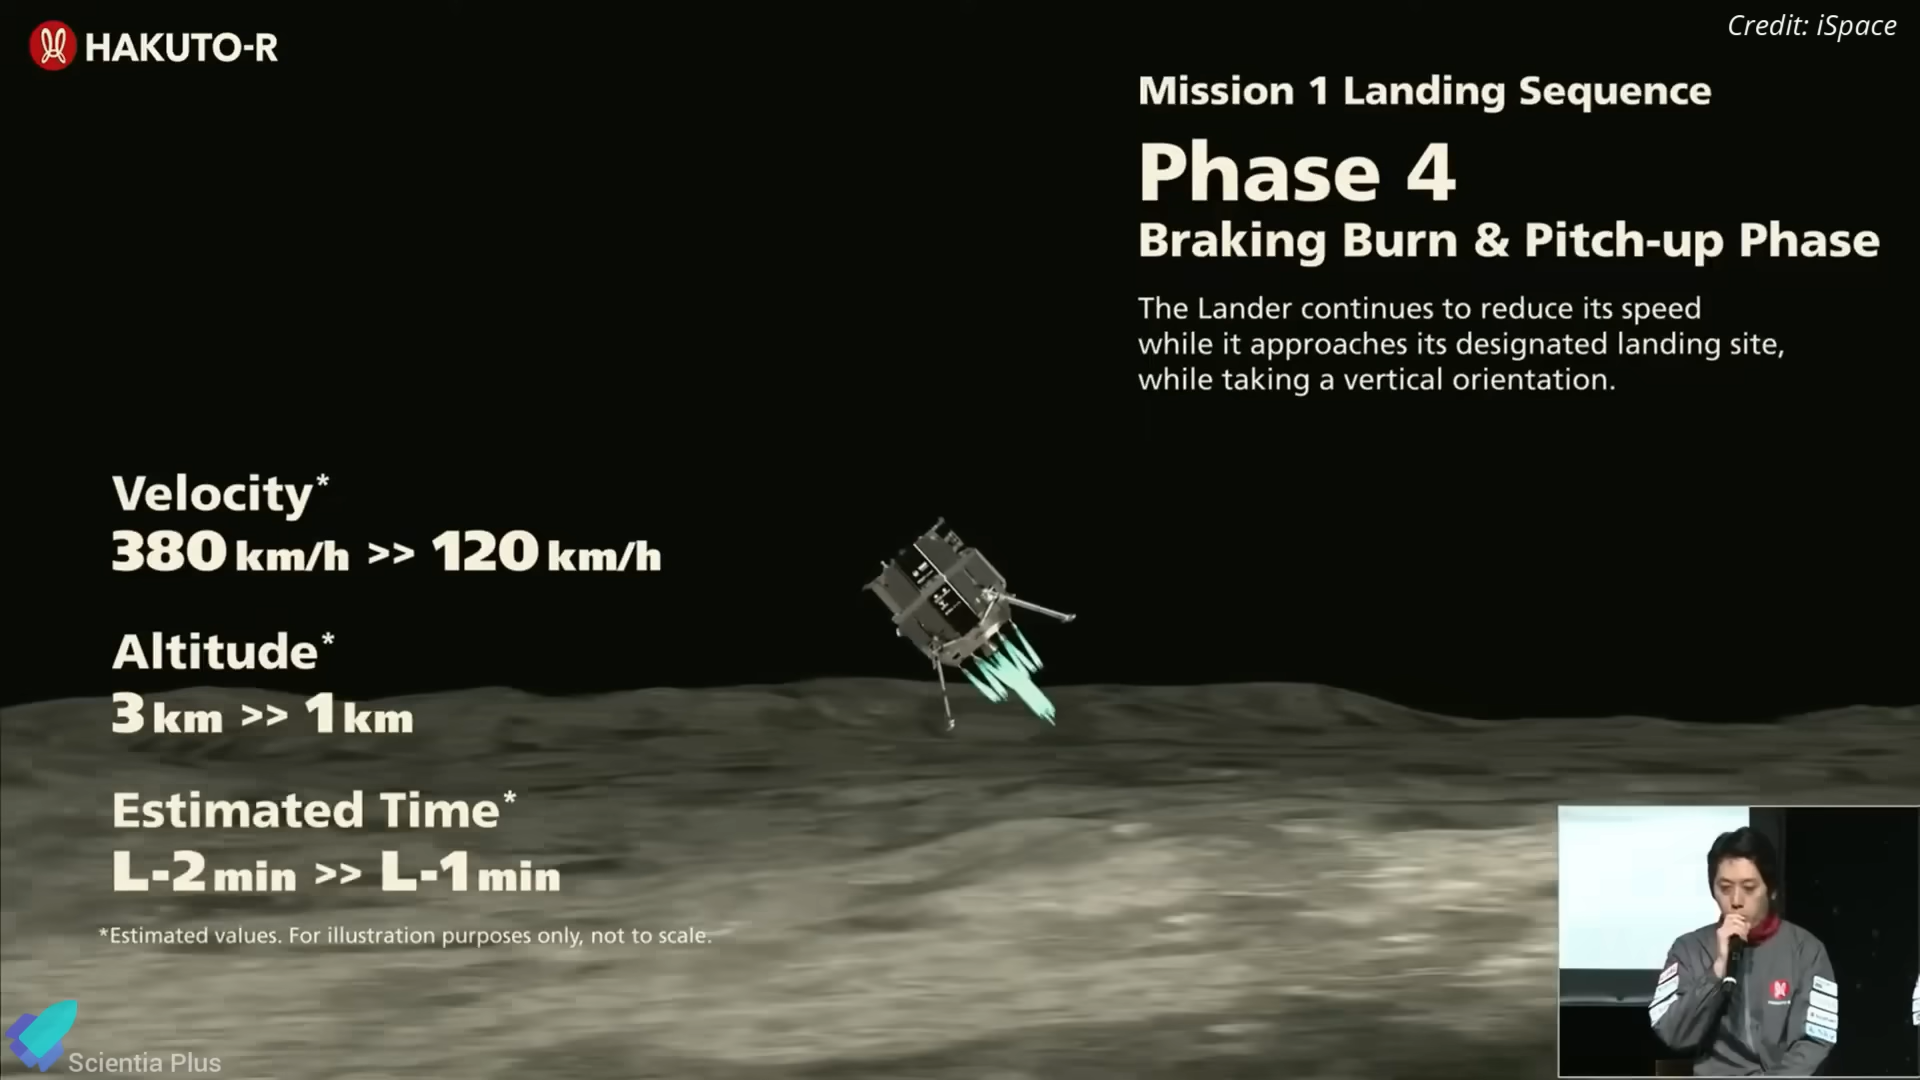 HAKUTO-R
Credit: iSpace
Mission 1 Landing Sequence
Phase 4
Braking Burn & Pitch-up Phase
The Lander continues to reduce its speed
while it approaches its designated landing site,
while taking a vertical orientation.
Velocity*
380 km/h >> 120 km/h
Altitude*
3 km >> 1 km
Estimated Time*
L-2 min >> L-1 min
*Estimated values. For illustration purposes only, not to scale.
Scientia Plus